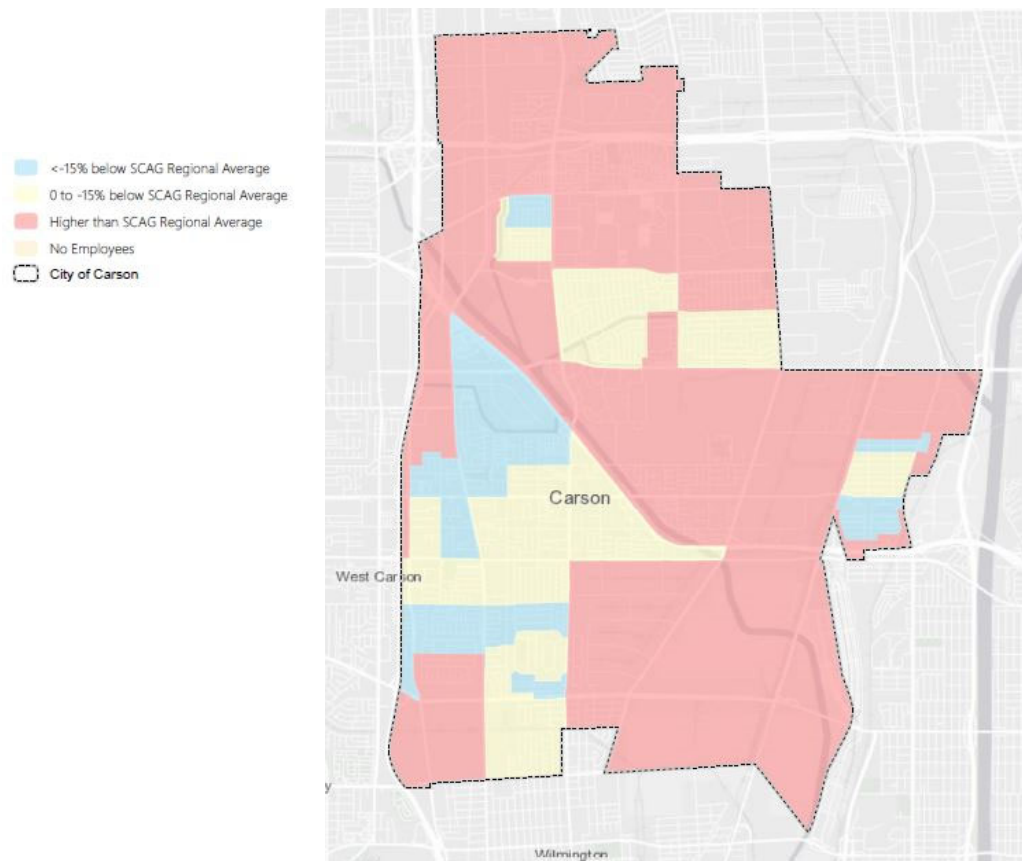 <-15% below SCAG Regional Average
0 to -15% below SCAG Regional Average
Higher than SCAG Regional Average
No Employees
City of Carson
Carson
West Carson
y
Wilmington